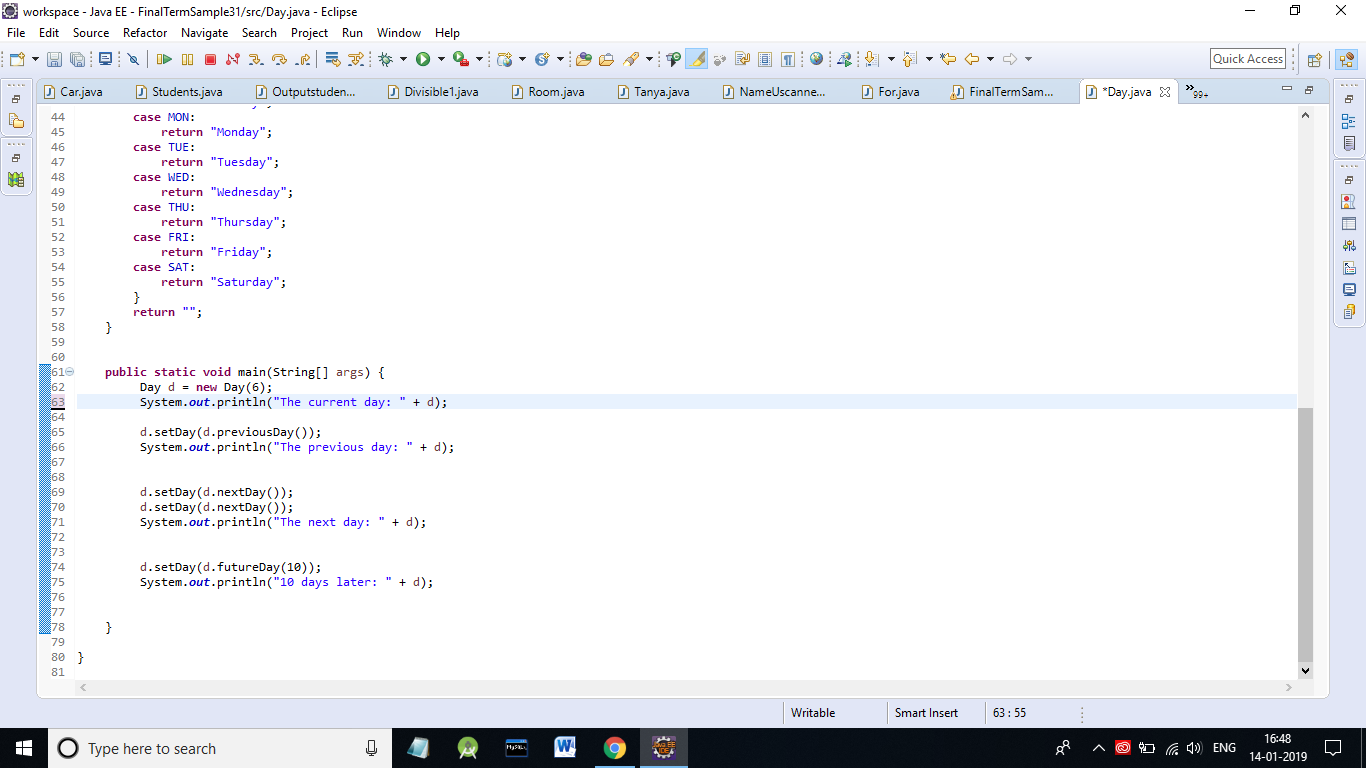 workspace - Java EE - FinalTermSample31/src/Day.java - Eclipse
File Edit Source Refactor Navigate Search Project Run Window Help
Quick Access
Car.java Students.java Outputstuden... Divisible1.java Room.java Tanya.java NameUscanne... For.java FinalTermSam... *Day.java »99+
44 case MON:
45 return "Monday";
46 case TUE:
47 return "Tuesday";
48 case WED:
49 return "Wednesday";
50 case THU:
51 return "Thursday";
52 case FRI:
53 return "Friday";
54 case SAT:
55 return "Saturday";
56 }
57 return "";
58 }
59
60
61 public static void main(String[] args) {
62 Day d = new Day(6);
63 System.out.println("The current day: " + d);
64
65 d.setDay(d.previousDay());
66 System.out.println("The previous day: " + d);
67
68
69 d.setDay(d.nextDay());
70 d.setDay(d.nextDay());
71 System.out.println("The next day: " + d);
72
73
74 d.setDay(d.futureDay(10));
75 System.out.println("10 days later: " + d);
76
77
78 }
79
80 }
81
Writable Smart Insert 63 : 55
Type here to search
MySQL
Java EE IDE
ENG
16:48
14-01-2019